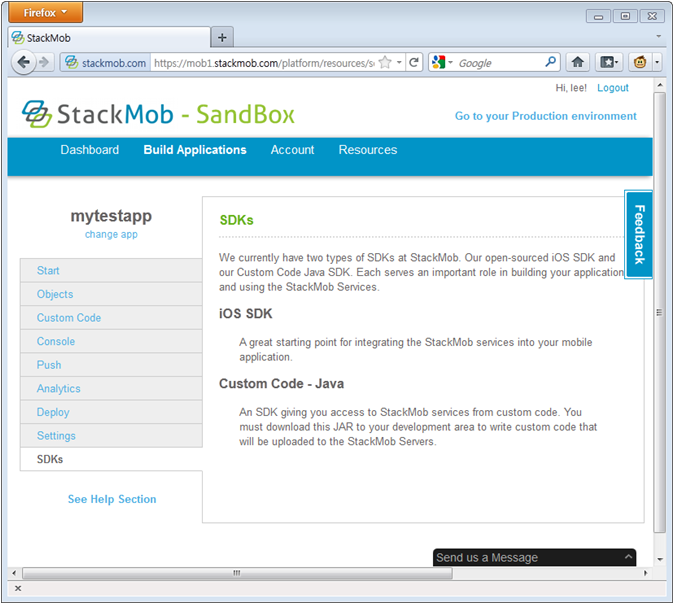 Firefox
StackMob
stackmob.com https://mob1.stackmob.com/platform/resources/s Google
Hi, lee! Logout
StackMob - SandBox
Go to your Production environment
Dashboard Build Applications Account Resources
Feedback
mytestapp
change app
Start
Objects
Custom Code
Console
Push
Analytics
Deploy
Settings
SDKs
See Help Section
SDKs
We currently have two types of SDKs at StackMob. Our open-sourced iOS SDK and
our Custom Code Java SDK. Each serves an important role in building your application
and using the StackMob Services.
iOS SDK
A great starting point for integrating the StackMob services into your mobile
application.
Custom Code - Java
An SDK giving you access to StackMob services from custom code. You
must download this JAR to your development area to write custom code that
will be uploaded to the StackMob Servers.
Send us a Message